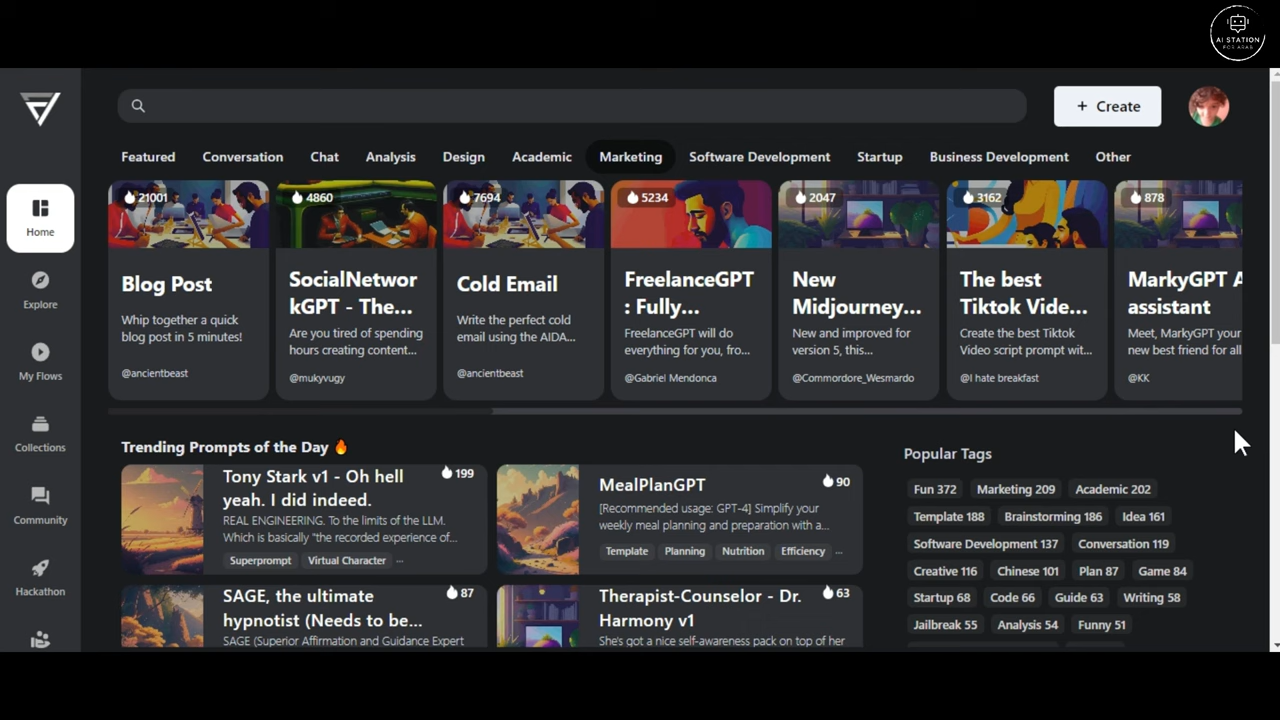 AI STATION
FOR ARAB
+ Create
Featured Conversation Chat Analysis Design Academic Marketing Software Development Startup Business Development Other
Home
Explore
My Flows
Collections
Community
Hackathon
21001
Blog Post
Whip together a quick
blog post in 5 minutes!
@ancientbeast
4860
SocialNetwor
kGPT - The...
Are you tired of spending
hours creating content...
@mukyvugy
7694
Cold Email
Write the perfect cold
email using the AIDA...
@ancientbeast
5234
FreelanceGPT
: Fully...
FreelanceGPT will do
everything for you, fro...
@Gabriel Mendonca
2047
New
Midjourney...
New and improved for
version 5, this...
@Commordore_Wesmardo
3162
The best
Tiktok Vide...
Create the best Tiktok
Video script prompt wit...
@I hate breakfast
878
MarkyGPT A
assistant
Meet, MarkyGPT your
new best friend for all
@KK
Trending Prompts of the Day 🔥
Tony Stark v1 - Oh hell
yeah. I did indeed.
199
REAL ENGINEERING. To the limits of the LLM.
Which is basically "the recorded experience of...
Superprompt Virtual Character ...
MealPlanGPT
90
[Recommended usage: GPT-4] Simplify your
weekly meal planning and preparation with a...
Template Planning Nutrition Efficiency ...
SAGE, the ultimate
hypnotist (Needs to be...
87
SAGE (Superior Affirmation and Guidance Expert
Therapist-Counselor - Dr.
Harmony v1
63
She's got a nice self-awareness pack on top of her
Popular Tags
Fun 372 Marketing 209 Academic 202
Template 188 Brainstorming 186 Idea 161
Software Development 137 Conversation 119
Creative 116 Chinese 101 Plan 87 Game 84
Startup 68 Code 66 Guide 63 Writing 58
Jailbreak 55 Analysis 54 Funny 51